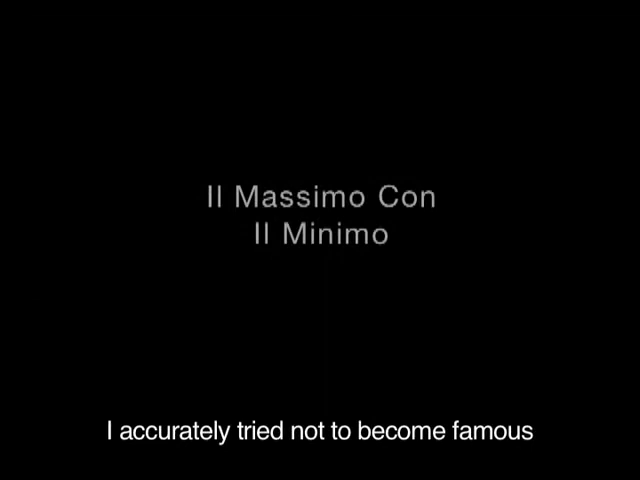 Il Massimo Con
Il Minimo
I accurately tried not to become famous